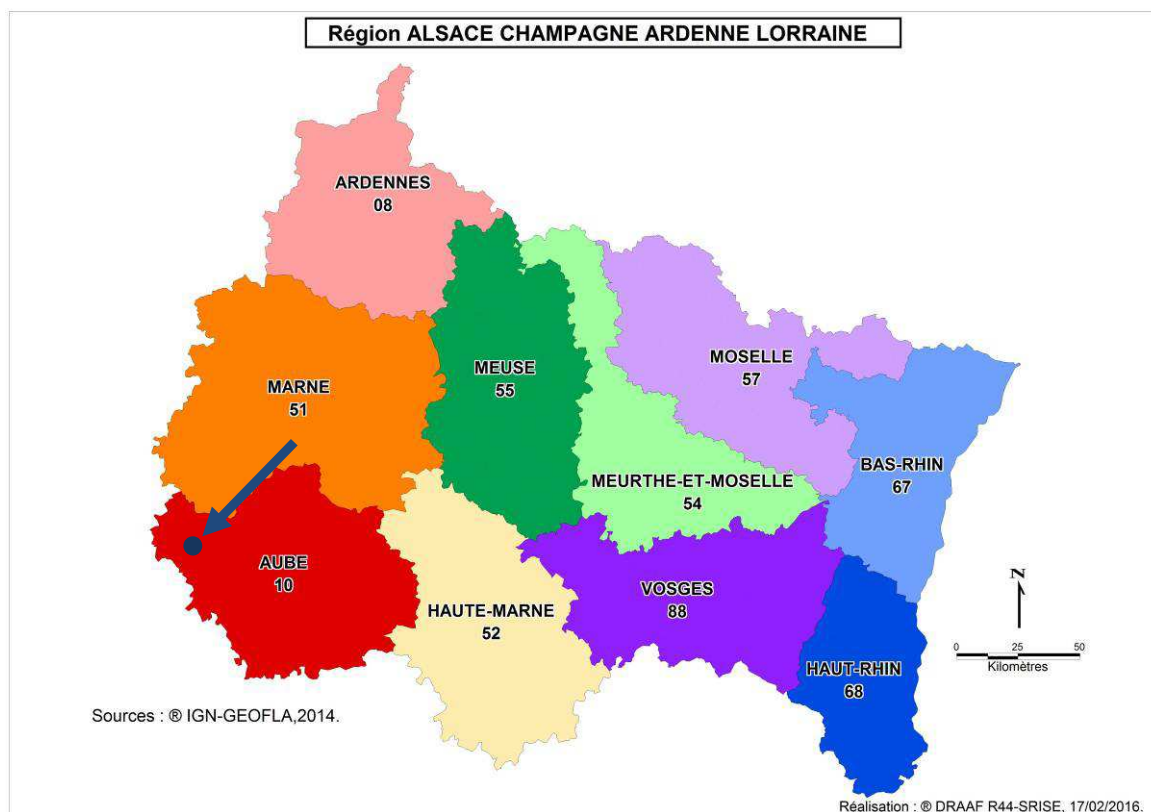 Région ALSACE CHAMPAGNE ARDENNE LORRAINE
ARDENNES
08
MARNE
51
MEUSE
55
MOSELLE
57
MEURTHE-ET-MOSELLE
54
BAS-RHIN
67
AUBE
10
HAUTE-MARNE
52
VOSGES
88
HAUT-RHIN
68
N
0 25 50
Kilomètres
Sources : ® IGN-GEOFLA,2014.
Réalisation : ® DRAAF R44-SRISE, 17/02/2016.